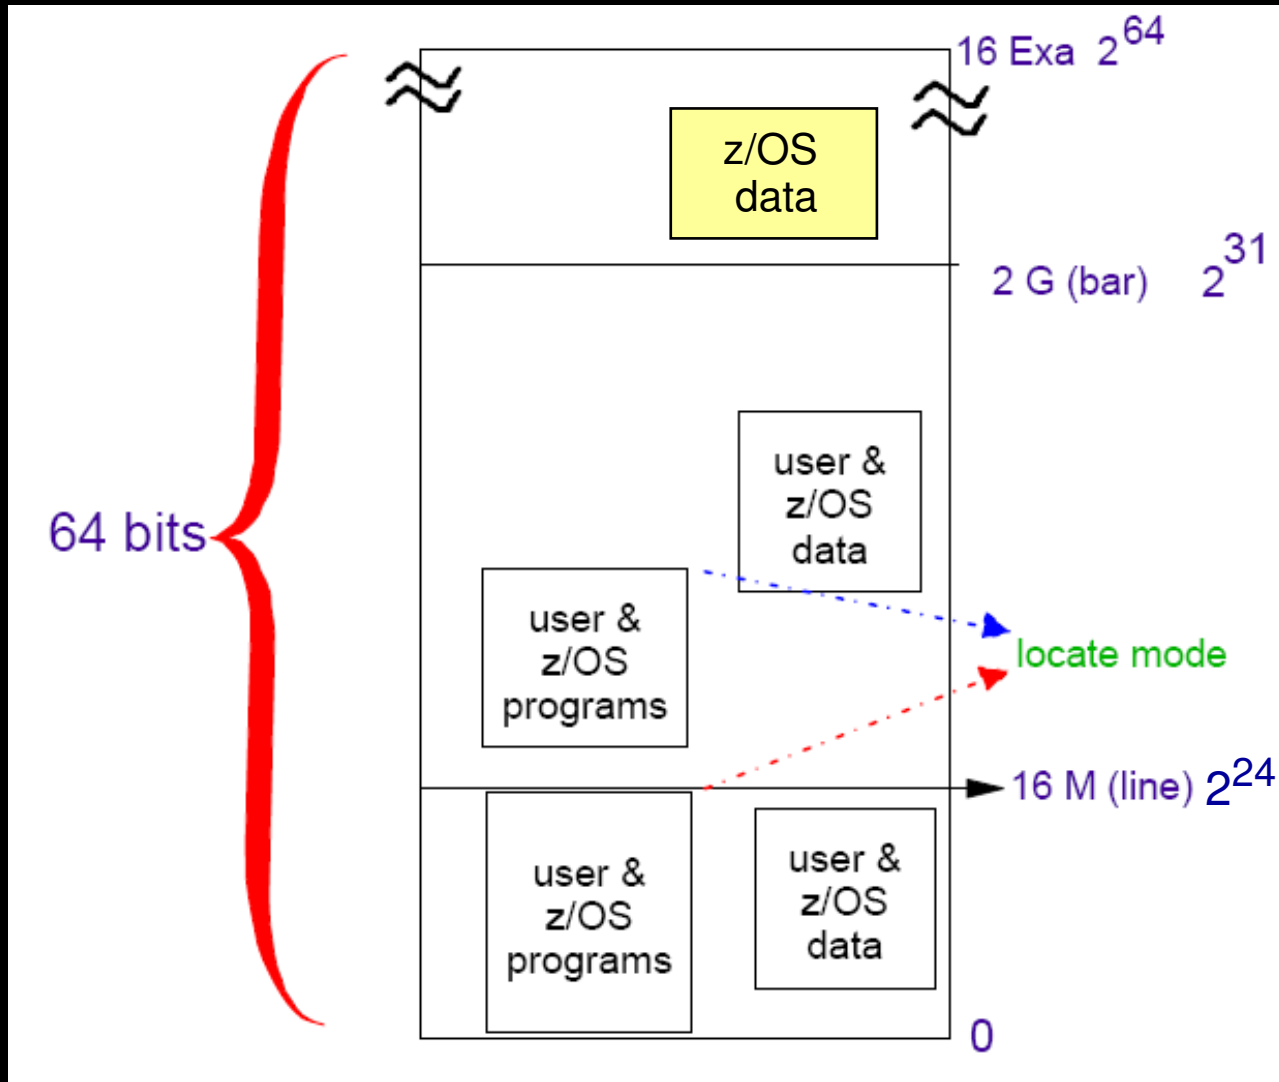 16 Exa 2^64
z/OS
data
2 G (bar) 2^31
user &
z/OS
data
64 bits
user &
z/OS
programs
locate mode
16 M (line) 2^24
user &
z/OS
programs
user &
z/OS
data
0